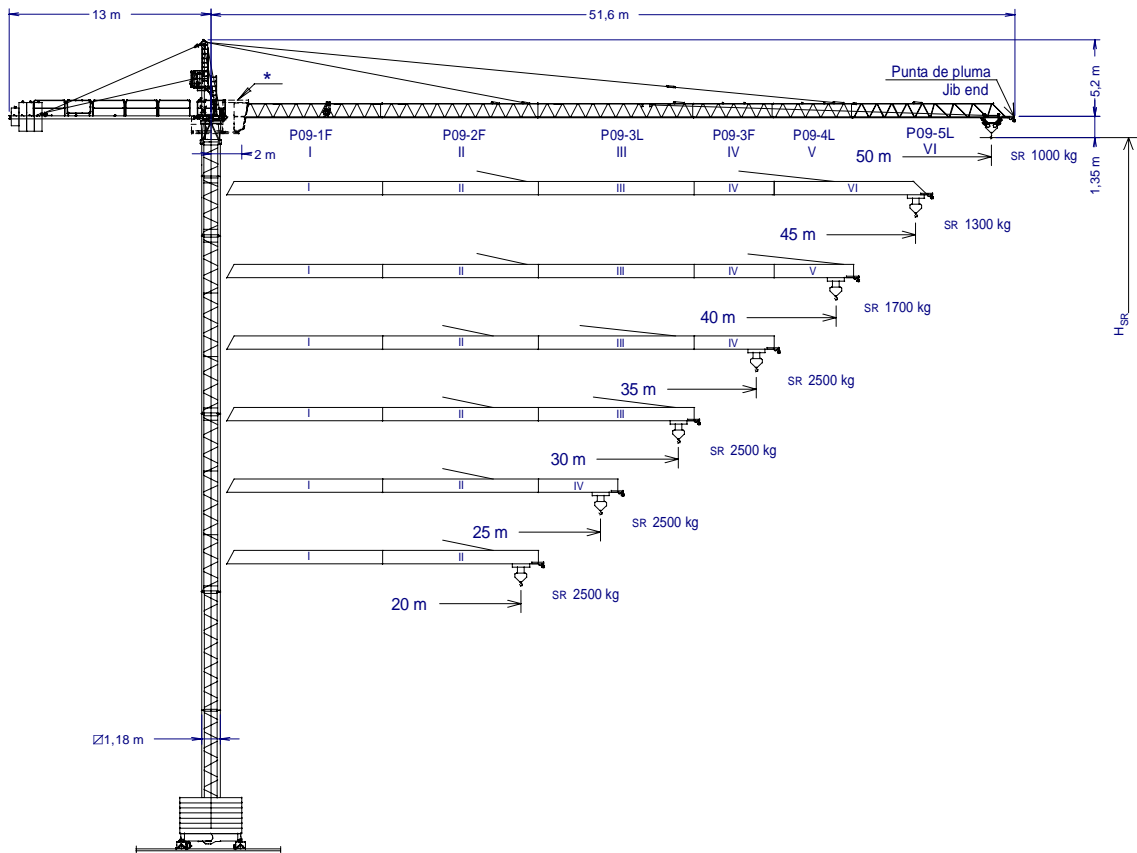 13 m
51,6 m
*
Punta de pluma
Jib end
5,2 m
P09-1F
P09-2F
P09-3L
P09-3F
P09-4L
P09-5L
I
II
III
IV
V
VI
2 m
50 m
SR 1000 kg
1,35 m
I
II
III
IV
VI
SR 1300 kg
45 m
I
II
III
IV
V
SR 1700 kg
40 m
HSR
I
II
III
IV
SR 2500 kg
35 m
I
II
III
SR 2500 kg
30 m
I
II
IV
SR 2500 kg
25 m
I
II
SR 2500 kg
20 m
1,18 m